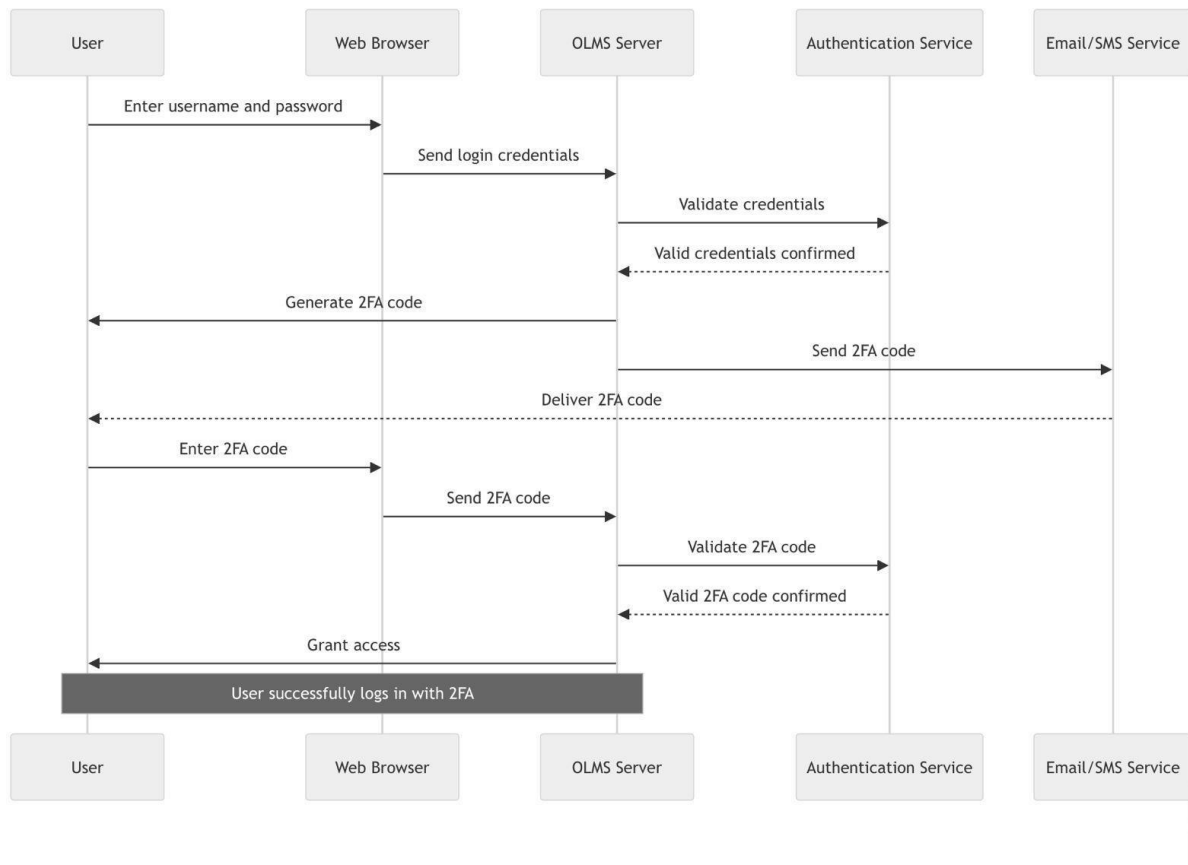 User
Web Browser
OLMS Server
Authentication Service
Email/SMS Service
Enter username and password
Send login credentials
Validate credentials
Valid credentials confirmed
Generate 2FA code
Send 2FA code
Deliver 2FA code
Enter 2FA code
Send 2FA code
Validate 2FA code
Valid 2FA code confirmed
Grant access
User successfully logs in with 2FA
User
Web Browser
OLMS Server
Authentication Service
Email/SMS Service